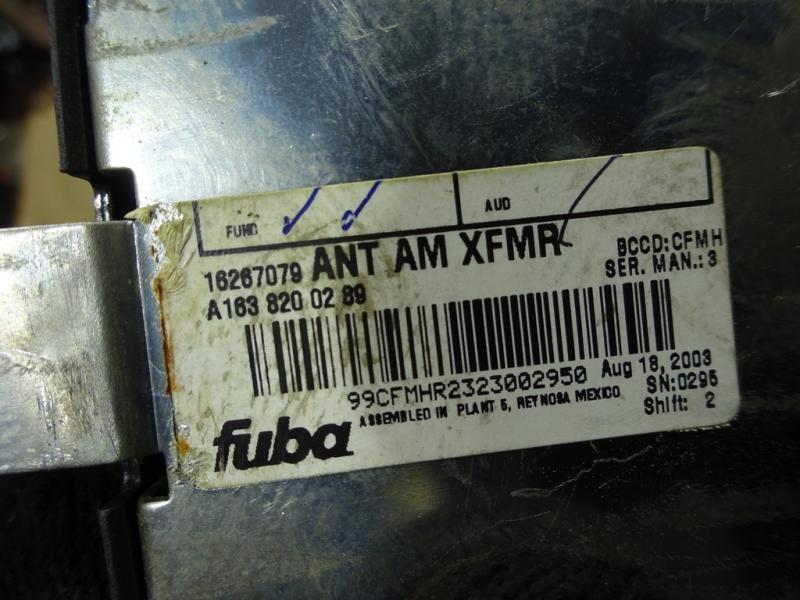 FUND AUD
16267079 ANT AM XFMR BCCD:CFMH
A163 820 02 89 SER. MAN.: 3
99CFMHR2323002950 Aug 18, 2003
ASSEMBLED IN PLANT 5, REYNOSA MEXICO SN:0295
fuba Shift: 2